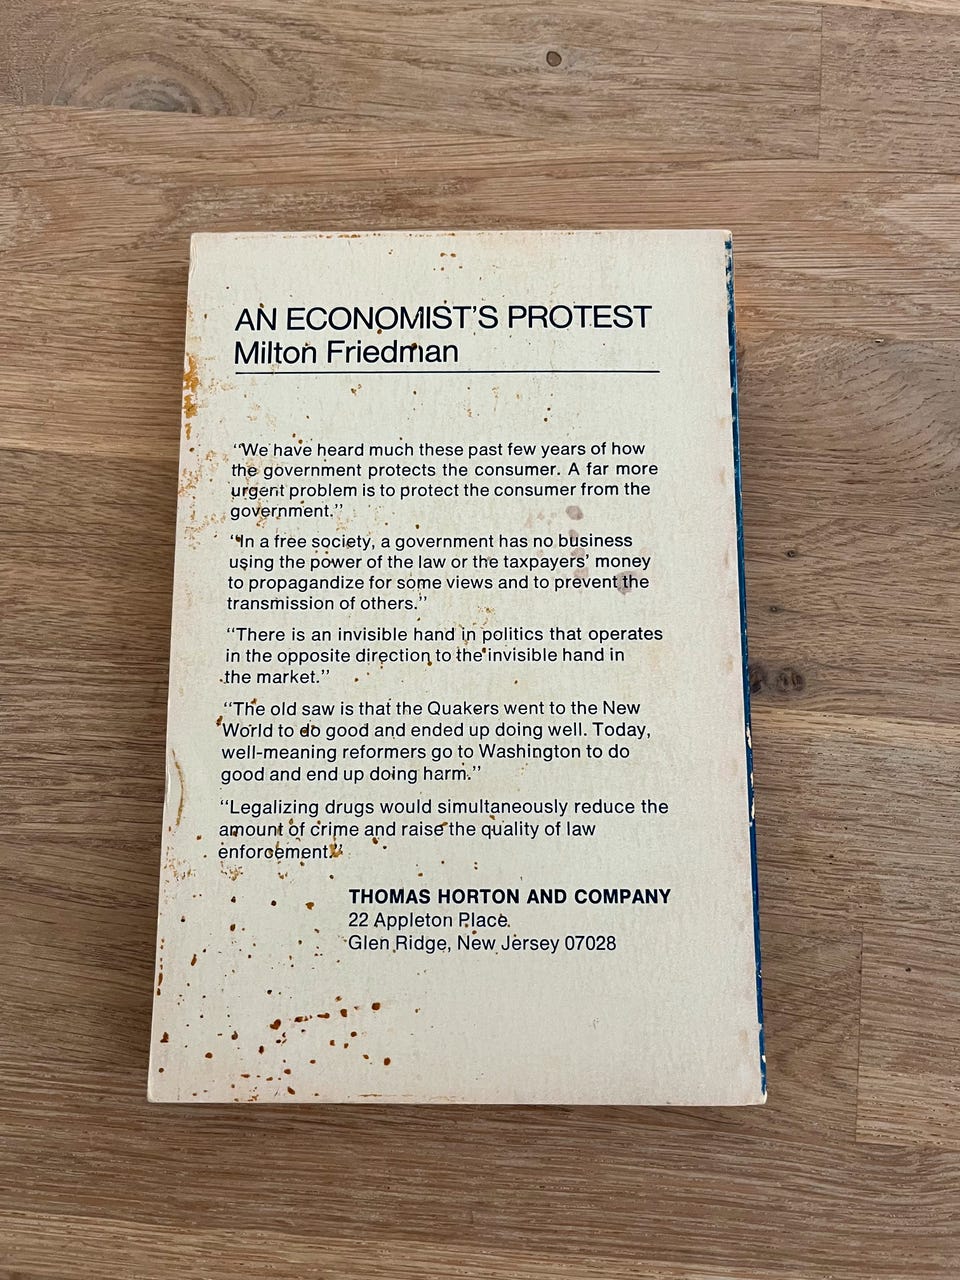 AN ECONOMIST'S PROTEST
Milton Friedman
“We have heard much these past few years of how
the government protects the consumer. A far more
urgent problem is to protect the consumer from the
government.”
“In a free society, a government has no business
using the power of the law or the taxpayers’ money
to propagandize for some views and to prevent the
transmission of others.”
“There is an invisible hand in politics that operates
in the opposite direction to the invisible hand in
the market.”
“The old saw is that the Quakers went to the New
World to do good and ended up doing well. Today,
well-meaning reformers go to Washington to do
good and end up doing harm.”
“Legalizing drugs would simultaneously reduce the
amount of crime and raise the quality of law
enforcement.”
THOMAS HORTON AND COMPANY
22 Appleton Place
Glen Ridge, New Jersey 07028